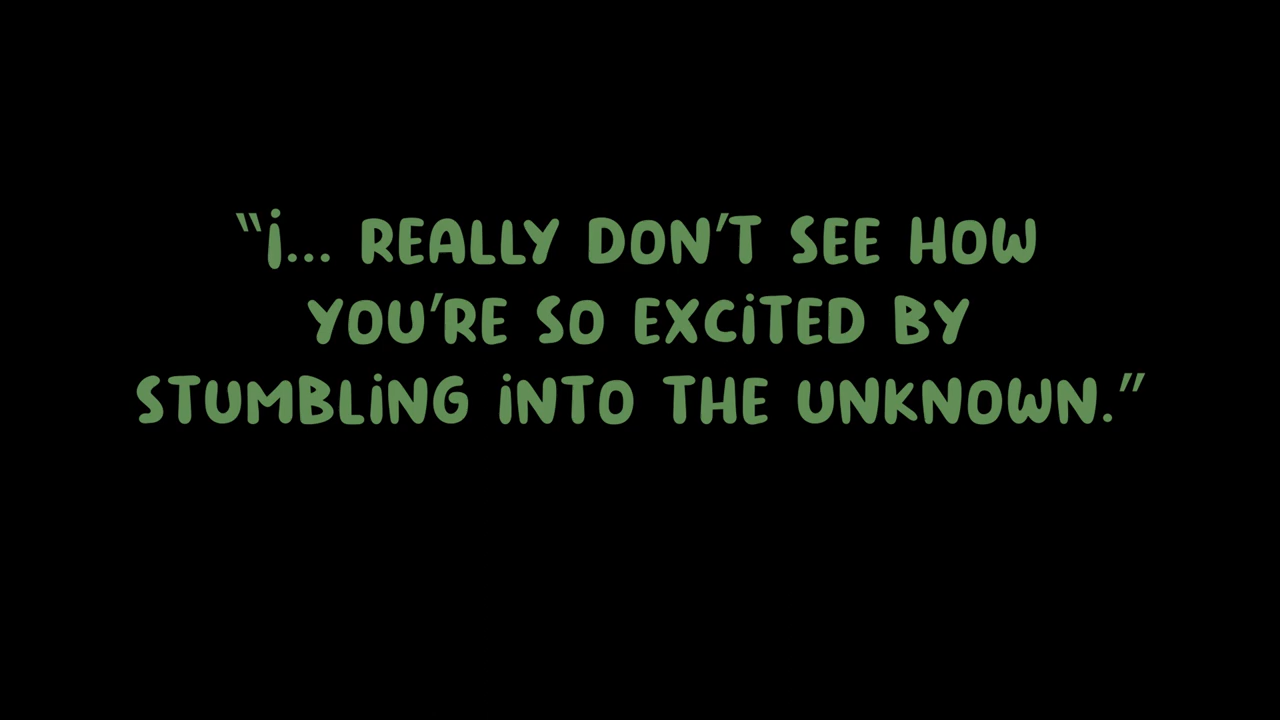 “i... REALLY DON’T SEE HOW
YOU’RE SO EXCiTED BY
STUMBLiNG iNTO THE UNKNOWN.”